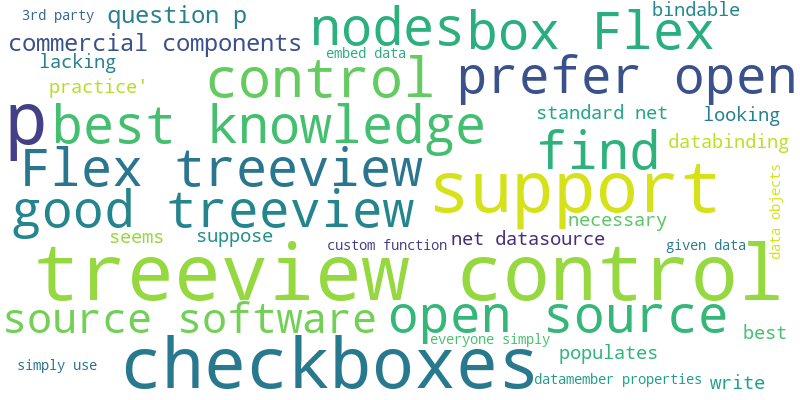 3rd party
question p
nodes
box Flex
bindable
commercial components
embed data
lacking
control
prefer open
practice'
p
best knowledge
standard net
looking
find
databinding
Flex treeview
support
data objects
good treeview
necessary
seems
suppose
custom function
net datasource
given data
treeview control
source software
open source
best
everyone simply
checkboxes
populates
simply use
datamember properties
write